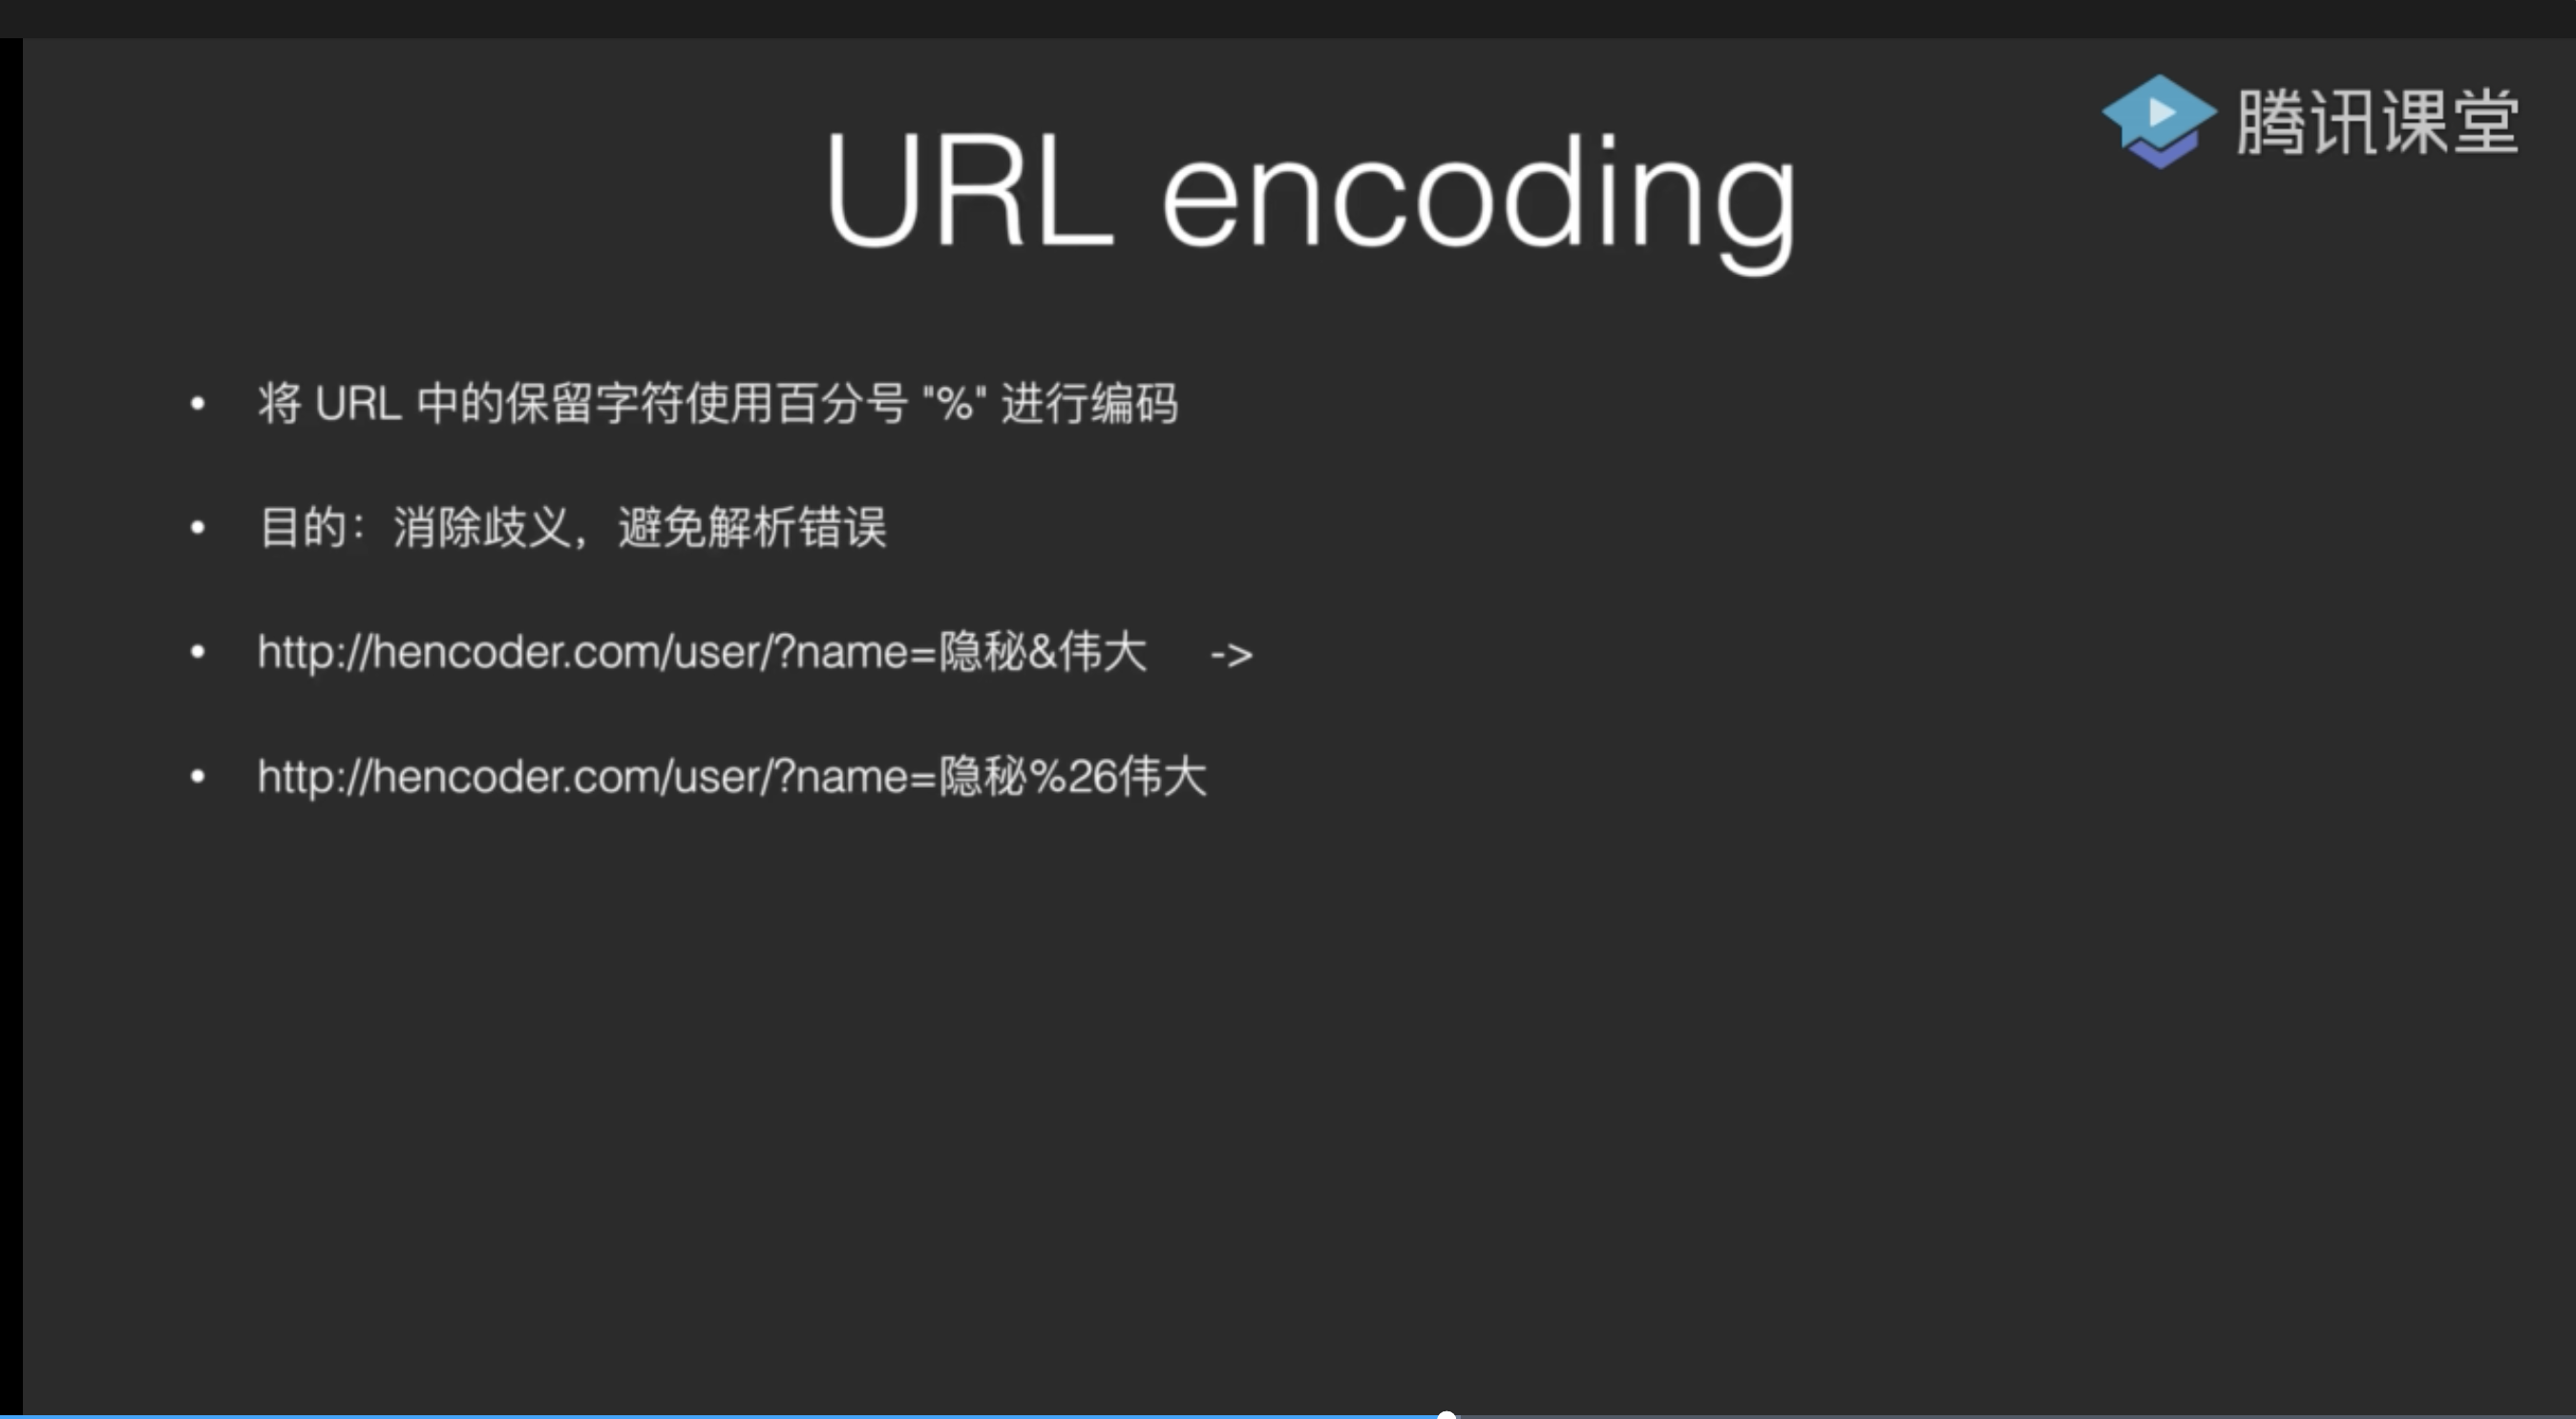 腾讯课堂
URL encoding
• 将 URL 中的保留字符使用百分号 "%" 进行编码
• 目的：消除歧义，避免解析错误
• http://hencoder.com/user/?name=隐秘&伟大 ->
• http://hencoder.com/user/?name=隐秘%26伟大